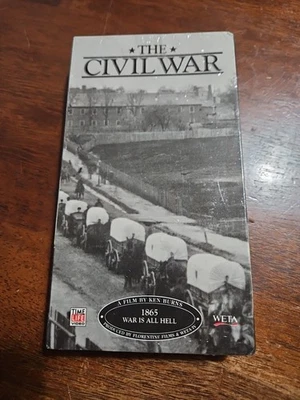 THE
CIVIL WAR
A FILM BY KEN BURNS
1865
WAR IS ALL HELL
PRODUCED BY FLORENTINE FILMS & WETA-TV
TIME
LIFE
VIDEO
WETA